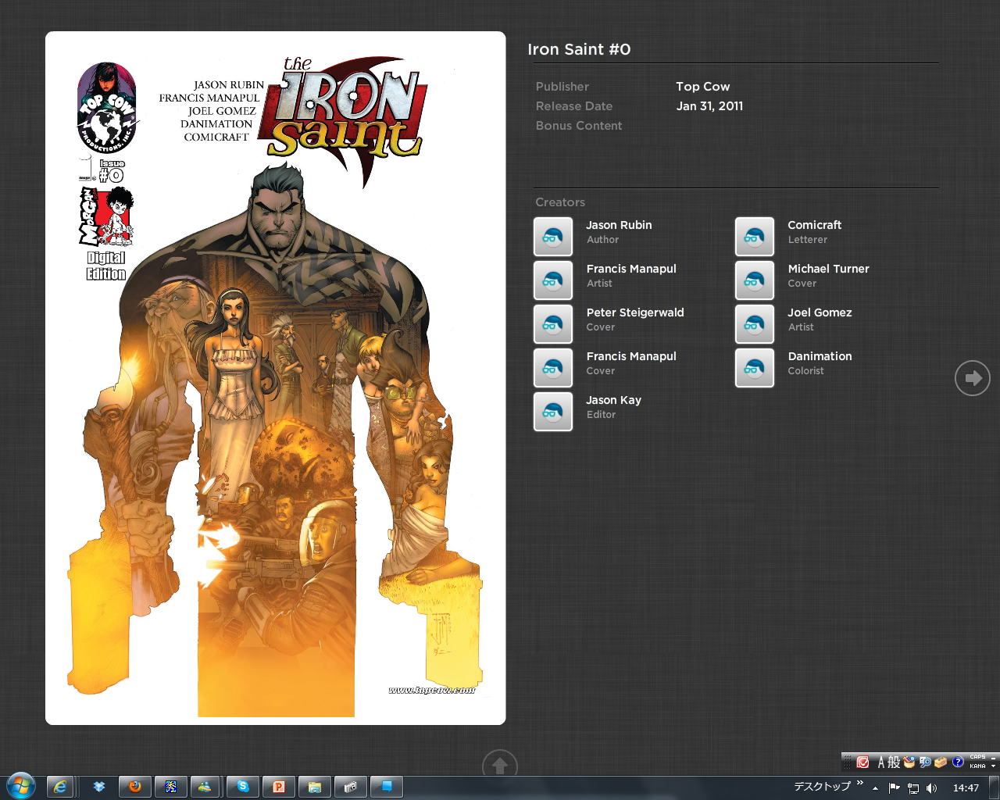 the
IRON
saint
JASON RUBIN
FRANCIS MANAPUL
JOEL GOMEZ
DANIMATION
COMICRAFT
TOP COW
PRODUCTIONS, INC.
image
Issue
#0
MORGAN
Digital
Edition
www.topcow.com
Iron Saint #0
Publisher Top Cow
Release Date Jan 31, 2011
Bonus Content
Creators
Jason Rubin
Author
Comicraft
Letterer
Francis Manapul
Artist
Michael Turner
Cover
Peter Steigerwald
Cover
Joel Gomez
Artist
Francis Manapul
Cover
Danimation
Colorist
Jason Kay
Editor
A 般
CAPS
KANA
デスクトップ
14:47